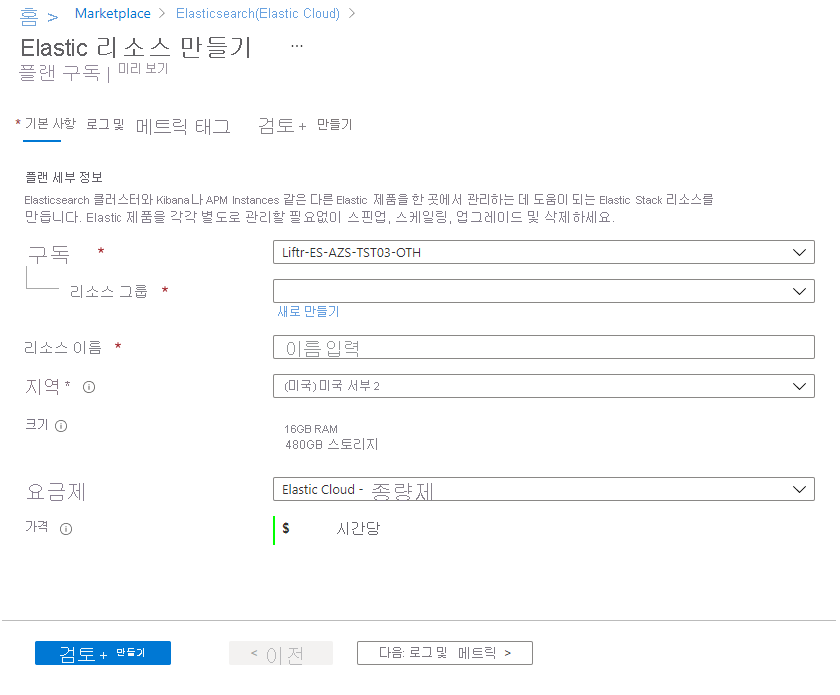 홈 > Marketplace > Elasticsearch(Elastic Cloud) >
Elastic 리소스 만들기 ...
플랜 구독 | 미리 보기
* 기본 사항 로그 및 메트릭 태그 검토 + 만들기
플랜 세부 정보
Elasticsearch 클러스터와 Kibana나 APM Instances 같은 다른 Elastic 제품을 한 곳에서 관리하는 데 도움이 되는 Elastic Stack 리소스를
만듭니다. Elastic 제품을 각각 별도로 관리할 필요없이 스핀업, 스케일링, 업그레이드 및 삭제하세요.
구독 * Liftr-ES-AZS-TST03-OTH
리소스 그룹 *
새로 만들기
리소스 이름 * 이름 입력
지역 * (미국) 미국 서부 2
크기 16GB RAM
480GB 스토리지
요금제 Elastic Cloud - 종량제
가격 $ 시간당
검토 + 만들기 < 이전 다음: 로그 및 메트릭 >